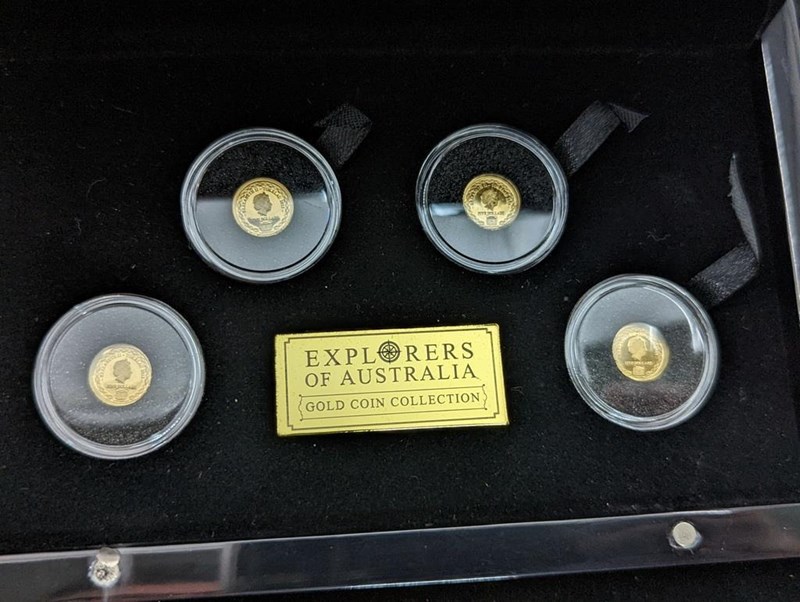 EXPLORERS
OF AUSTRALIA
GOLD COIN COLLECTION